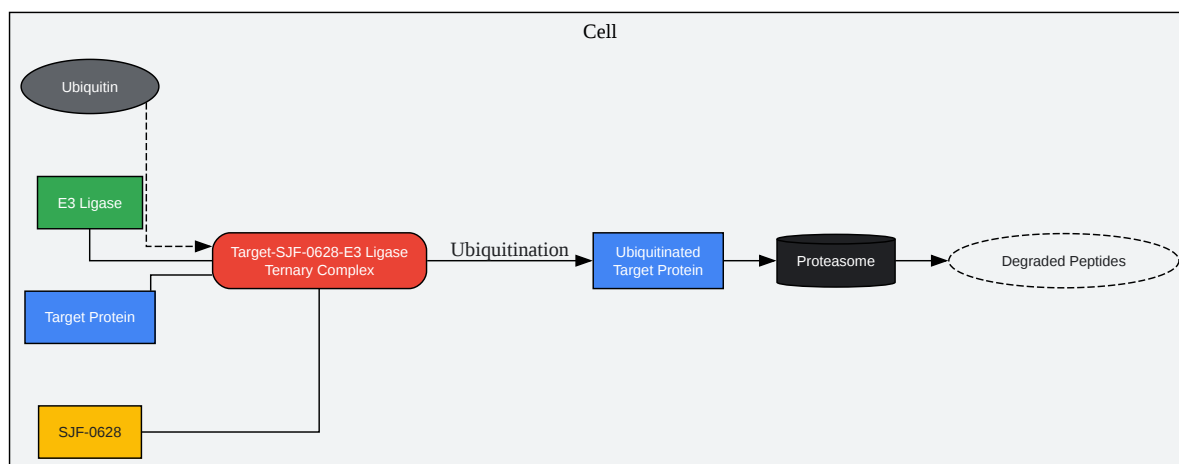 Cell
Ubiquitin
E3 Ligase
Target-SJF-0628-E3 Ligase
Ternary Complex
Ubiquitination
Ubiquitinated
Target Protein
Proteasome
Degraded Peptides
Target Protein
SJF-0628